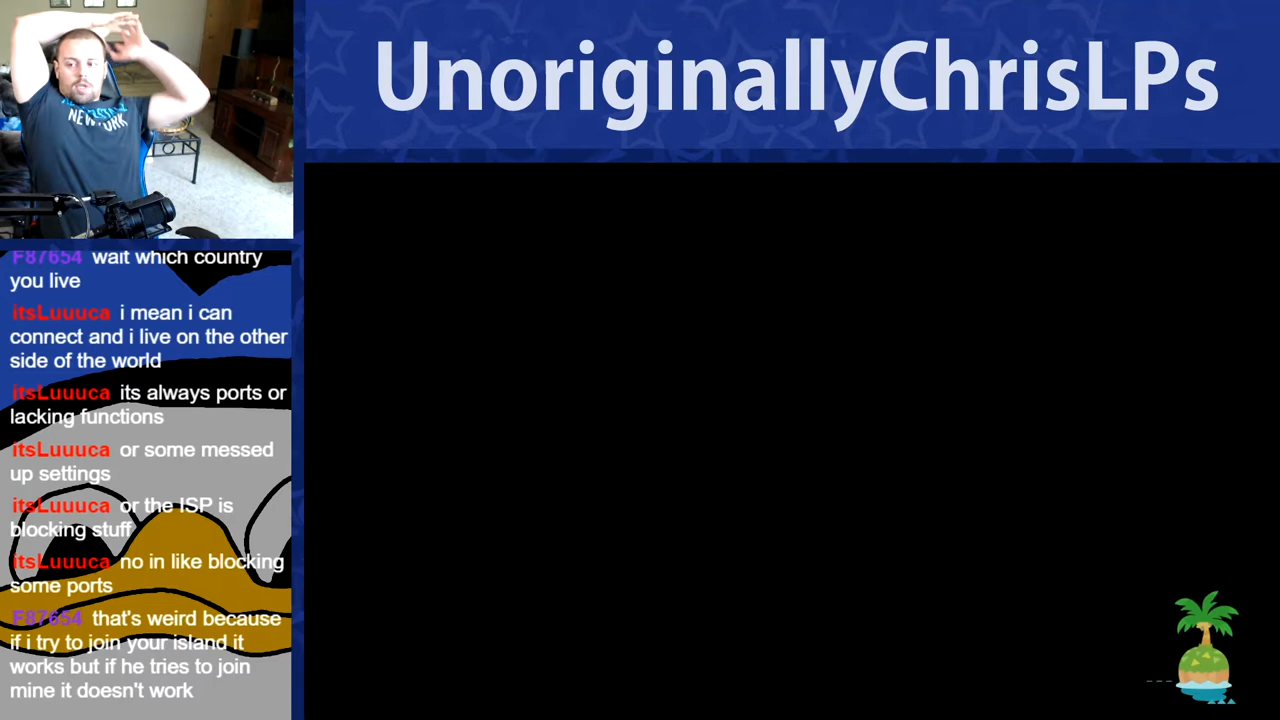 UnoriginallyChrisLPs
NEW YORK
F87654 wait which country
you live
itsLuuuca i mean i can
connect and i live on the other
side of the world
itsLuuuca its always ports or
lacking functions
itsLuuuca or some messed
up settings
itsLuuuca or the ISP is
blocking stuff
itsLuuuca no in like blocking
some ports
F87654 that's weird because
if i try to join your island it
works but if he tries to join
mine it doesn't work